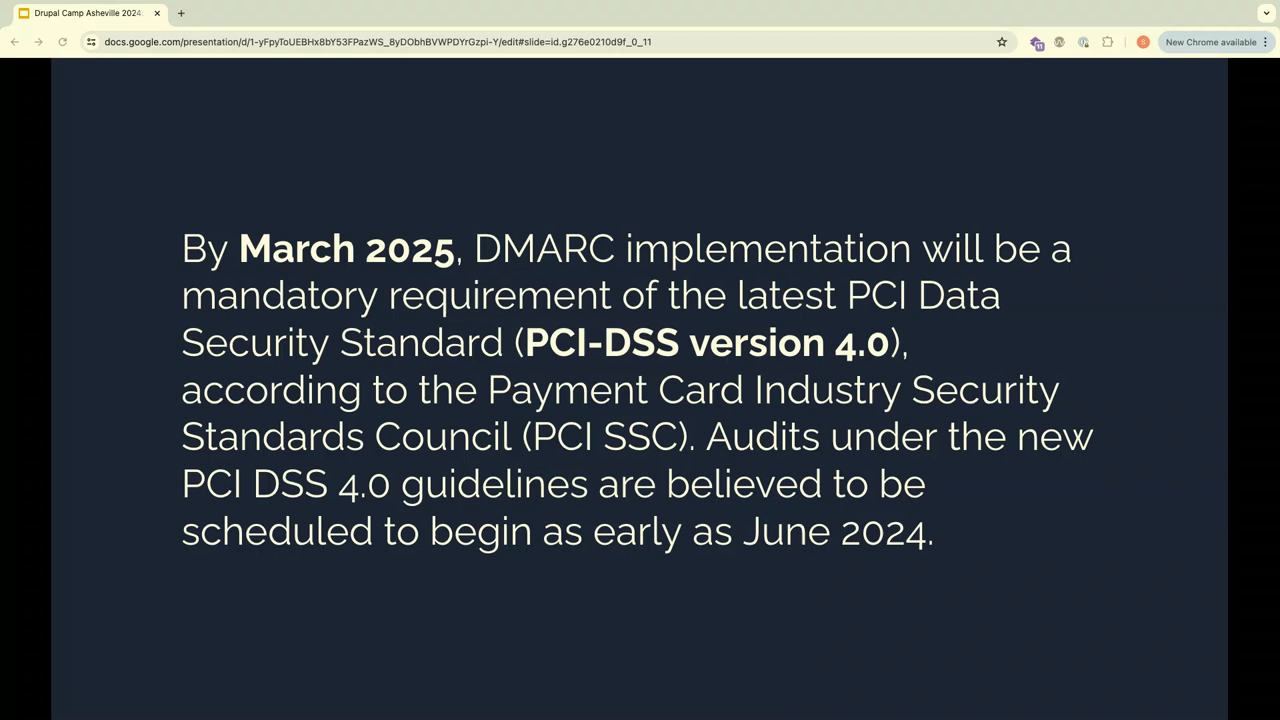 Drupal Camp Asheville 2024:
docs.google.com/presentation/d/1-yFpyToUEBHx8bY53FPazWS_8yDObhBVWPDYrGzpi-Y/edit#slide=id.g276e0210d9f_0_11
11
S
New Chrome available
By March 2025, DMARC implementation will be a
mandatory requirement of the latest PCI Data
Security Standard (PCI-DSS version 4.0),
according to the Payment Card Industry Security
Standards Council (PCI SSC). Audits under the new
PCI DSS 4.0 guidelines are believed to be
scheduled to begin as early as June 2024.